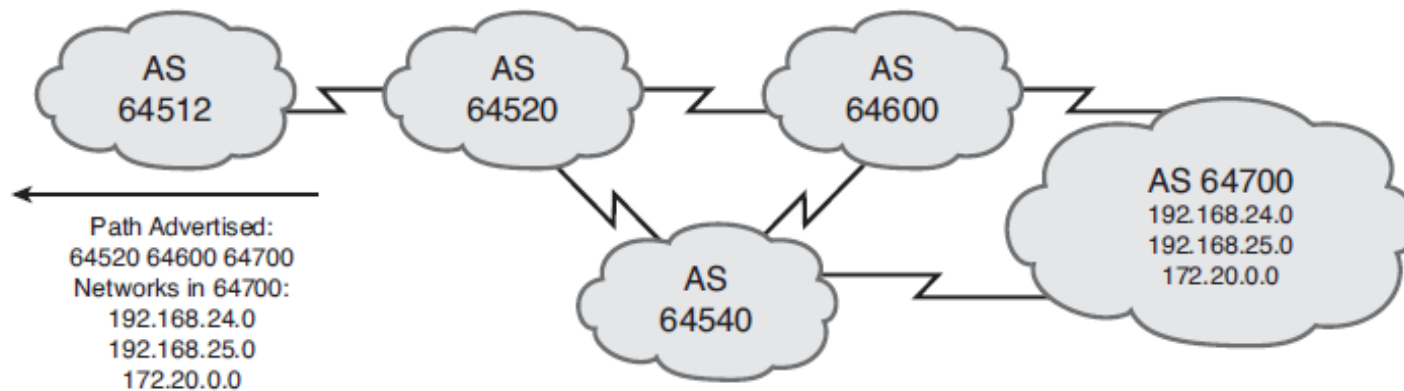 AS
64512
AS
64520
AS
64600
AS 64700
192.168.24.0
192.168.25.0
172.20.0.0
AS
64540
Path Advertised:
64520 64600 64700
Networks in 64700:
192.168.24.0
192.168.25.0
172.20.0.0